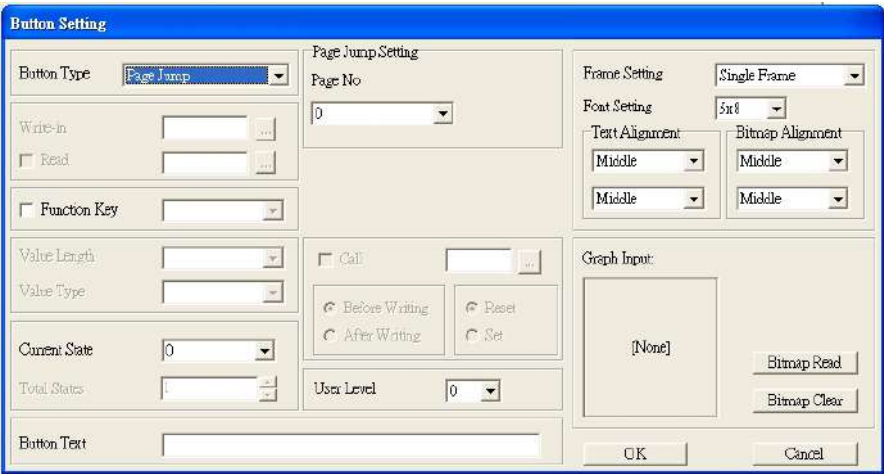 Button Setting
Button Type
Page Jump
Write-in
...
Read
...
Function Key
Value Length
Value Type
Current State
0
Total States
1
Button Text
Page Jump Setting
Page No
0
Call
...
Before Writing
After Writing
Reset
Set
User Level
0
Frame Setting
Single Frame
Font Setting
5x8
Text Alignment
Middle
Middle
Bitmap Alignment
Middle
Middle
Graph Input:
[None]
Bitmap Read
Bitmap Clear
OK
Cancel